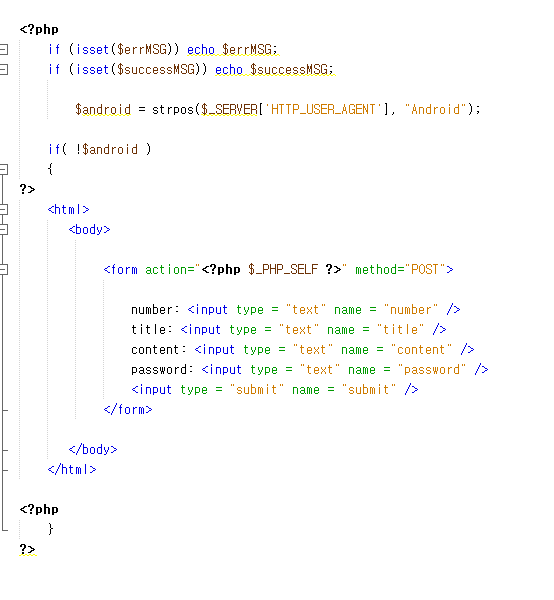 <?php
if (isset($errMSG)) echo $errMSG;
if (isset($successMSG)) echo $successMSG;
$android = strpos($_SERVER['HTTP_USER_AGENT'], "Android");
if( !$android )
{
?>
<html>
<body>
<form action="<?php $_PHP_SELF ?>" method="POST">
number: <input type = "text" name = "number" />
title: <input type = "text" name = "title" />
content: <input type = "text" name = "content" />
password: <input type = "text" name = "password" />
<input type = "submit" name = "submit" />
</form>
</body>
</html>
<?php
}
?>